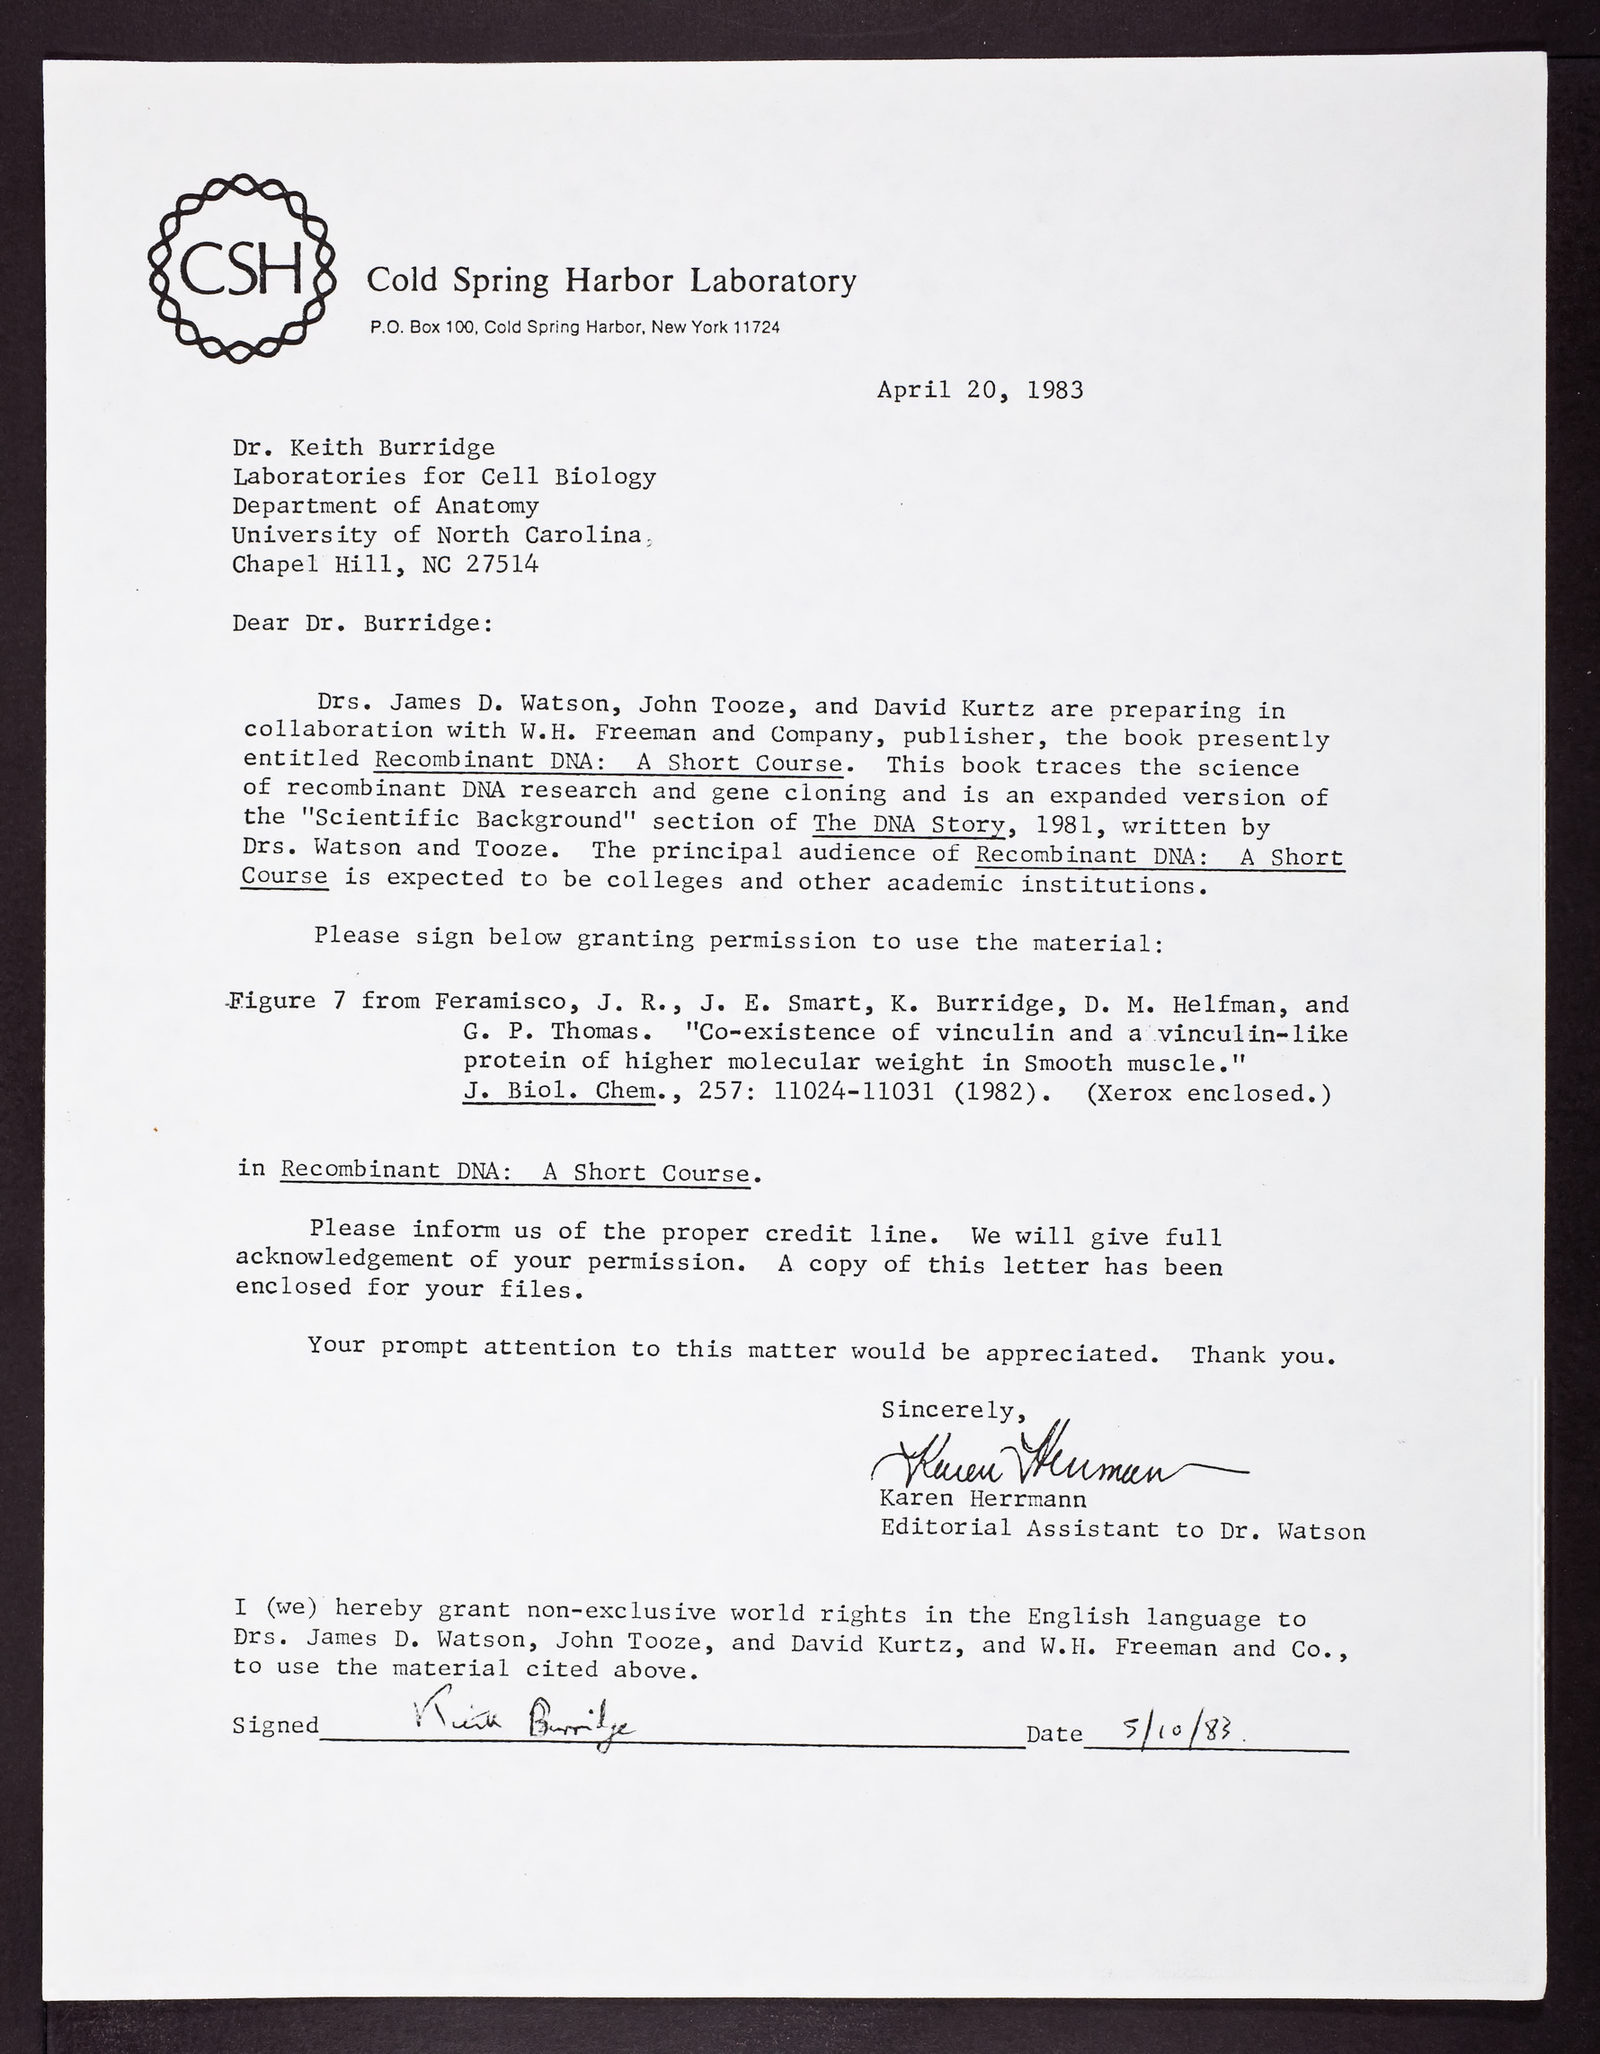 CSH
Cold Spring Harbor Laboratory
P.O. Box 100, Cold Spring Harbor, New York 11724
April 20, 1983
Dr. Keith Burridge
Laboratories for Cell Biology
Department of Anatomy
University of North Carolina,
Chapel Hill, NC 27514
Dear Dr. Burridge:
Drs. James D. Watson, John Tooze, and David Kurtz are preparing in
collaboration with W.H. Freeman and Company, publisher, the book presently
entitled Recombinant DNA: A Short Course. This book traces the science
of recombinant DNA research and gene cloning and is an expanded version of
the "Scientific Background" section of The DNA Story, 1981, written by
Drs. Watson and Tooze. The principal audience of Recombinant DNA: A Short
Course is expected to be colleges and other academic institutions.
Please sign below granting permission to use the material:
Figure 7 from Feramisco, J. R., J. E. Smart, K. Burridge, D. M. Helfman, and
G. P. Thomas. "Co-existence of vinculin and a vinculin-like
protein of higher molecular weight in Smooth muscle."
J. Biol. Chem., 257: 11024-11031 (1982). (Xerox enclosed.)
in Recombinant DNA: A Short Course.
Please inform us of the proper credit line. We will give full
acknowledgement of your permission. A copy of this letter has been
enclosed for your files.
Your prompt attention to this matter would be appreciated. Thank you.
Sincerely,
Karen Herrmann
Karen Herrmann
Editorial Assistant to Dr. Watson
I (we) hereby grant non-exclusive world rights in the English language to
Drs. James D. Watson, John Tooze, and David Kurtz, and W.H. Freeman and Co.,
to use the material cited above.
Signed Keith Burridge Date 5/10/83.